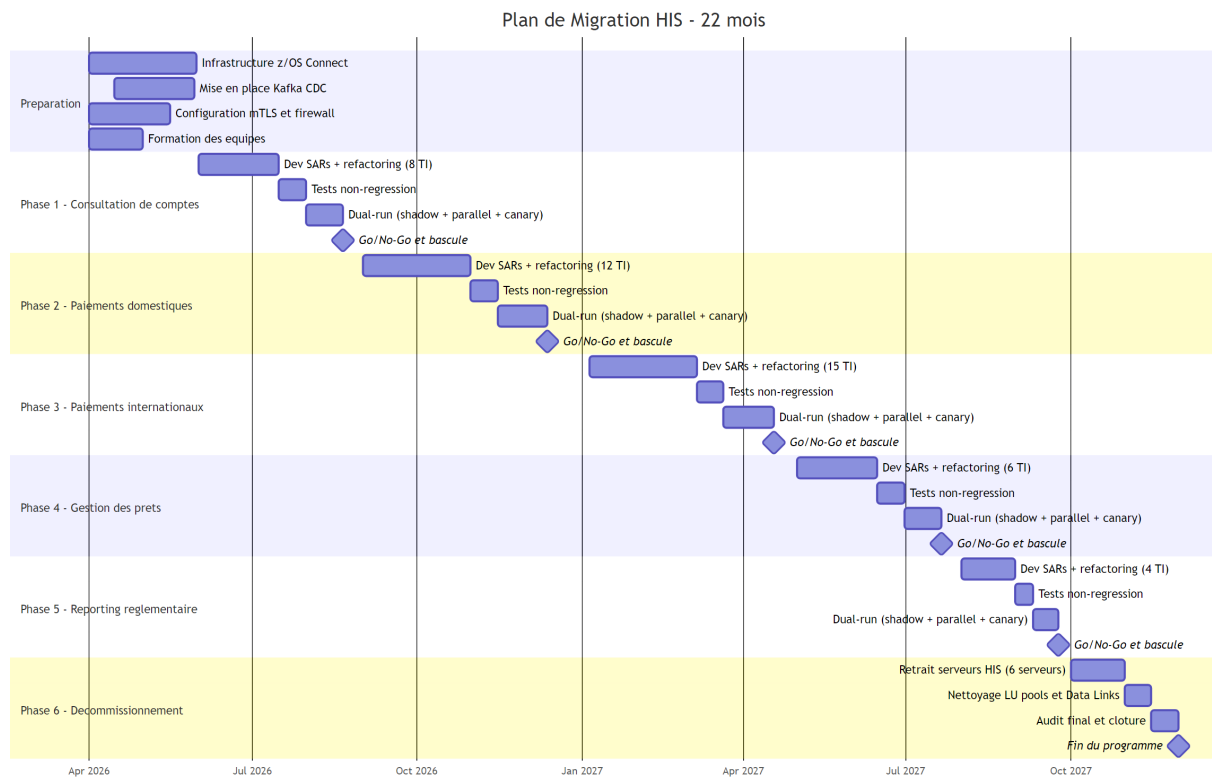 Plan de Migration HIS - 22 mois
Preparation
Infrastructure z/OS Connect
Mise en place Kafka CDC
Configuration mTLS et firewall
Formation des equipes
Phase 1 - Consultation de comptes
Dev SARs + refactoring (8 TI)
Tests non-regression
Dual-run (shadow + parallel + canary)
Go/No-Go et bascule
Phase 2 - Paiements domestiques
Dev SARs + refactoring (12 TI)
Tests non-regression
Dual-run (shadow + parallel + canary)
Go/No-Go et bascule
Phase 3 - Paiements internationaux
Dev SARs + refactoring (15 TI)
Tests non-regression
Dual-run (shadow + parallel + canary)
Go/No-Go et bascule
Phase 4 - Gestion des prets
Dev SARs + refactoring (6 TI)
Tests non-regression
Dual-run (shadow + parallel + canary)
Go/No-Go et bascule
Phase 5 - Reporting reglementaire
Dev SARs + refactoring (4 TI)
Tests non-regression
Dual-run (shadow + parallel + canary)
Go/No-Go et bascule
Phase 6 - Decommissionnement
Retrait serveurs HIS (6 serveurs)
Nettoyage LU pools et Data Links
Audit final et cloture
Fin du programme
Apr 2026
Jul 2026
Oct 2026
Jan 2027
Apr 2027
Jul 2027
Oct 2027